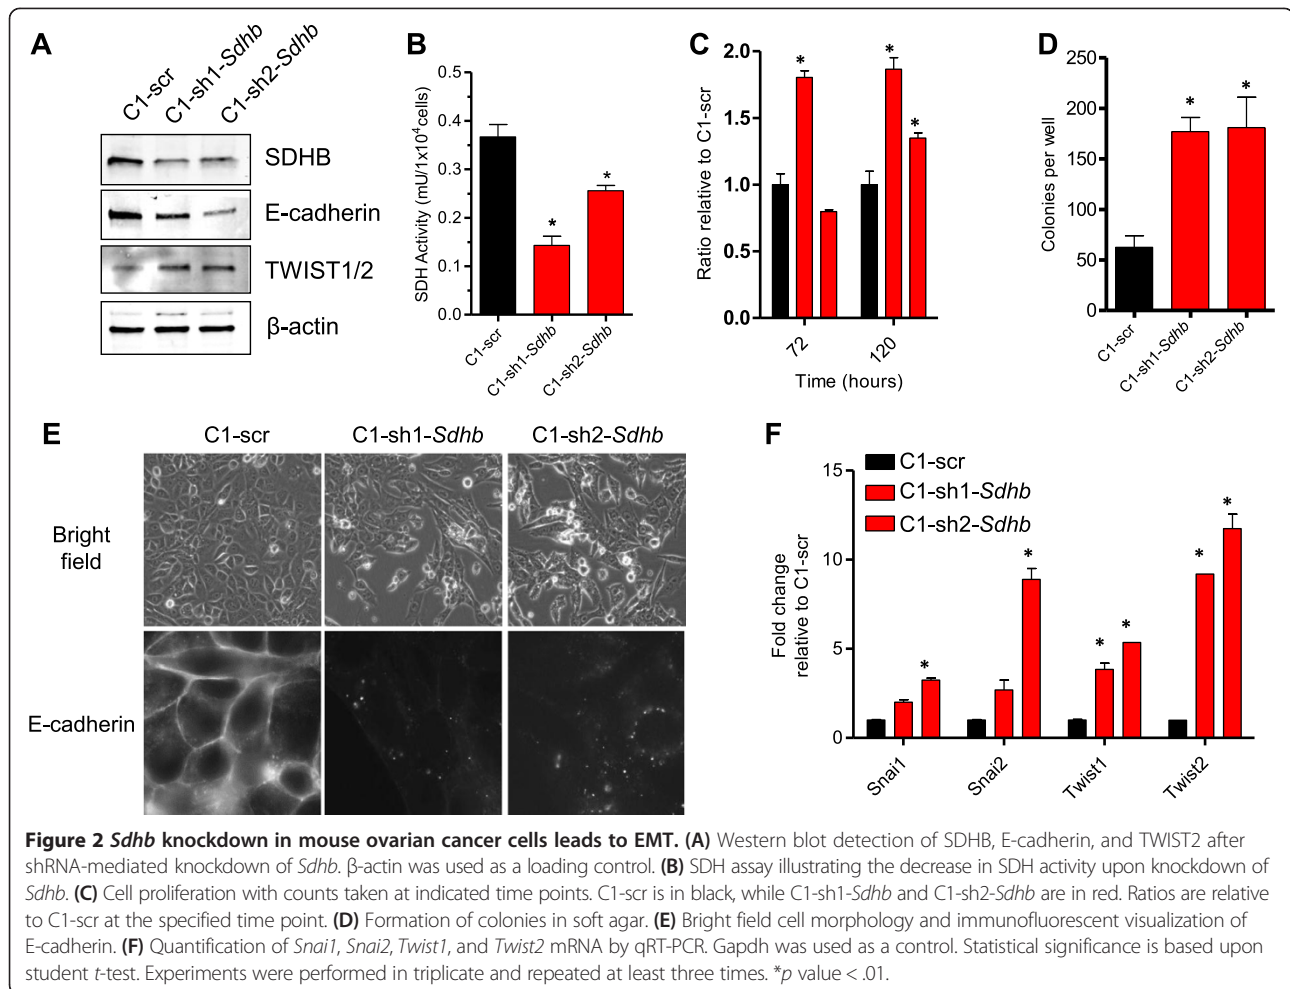 A
C1-scr
C1-sh1-Sdhb
C1-sh2-Sdhb
SDHB
E-cadherin
TWIST1/2
β-actin
B
SDH Activity (mU/1x10⁴cells)
0.5
0.4
0.3
0.2
0.1
0.0
*
*
C1-scr
C1-sh1-Sdhb
C1-sh2-Sdhb
C
Ratio relative to C1-scr
2.0
1.5
1.0
0.5
0.0
*
*
*
72
120
Time (hours)
D
Colonies per well
250
200
150
100
50
0
*
*
C1-scr
C1-sh1-Sdhb
C1-sh2-Sdhb
E
C1-scr
C1-sh1-Sdhb
C1-sh2-Sdhb
Bright
field
E-cadherin
F
C1-scr
C1-sh1-Sdhb
C1-sh2-Sdhb
Fold change
relative to C1-scr
15
10
5
0
*
*
*
*
*
*
Snai1
Snai2
Twist1
Twist2
Figure 2 Sdhb knockdown in mouse ovarian cancer cells leads to EMT. (A) Western blot detection of SDHB, E-cadherin, and TWIST2 after
shRNA-mediated knockdown of Sdhb. β-actin was used as a loading control. (B) SDH assay illustrating the decrease in SDH activity upon knockdown of
Sdhb. (C) Cell proliferation with counts taken at indicated time points. C1-scr is in black, while C1-sh1-Sdhb and C1-sh2-Sdhb are in red. Ratios are relative
to C1-scr at the specified time point. (D) Formation of colonies in soft agar. (E) Bright field cell morphology and immunofluorescent visualization of
E-cadherin. (F) Quantification of Snai1, Snai2, Twist1, and Twist2 mRNA by qRT-PCR. Gapdh was used as a control. Statistical significance is based upon
student t-test. Experiments were performed in triplicate and repeated at least three times. *p value < .01.